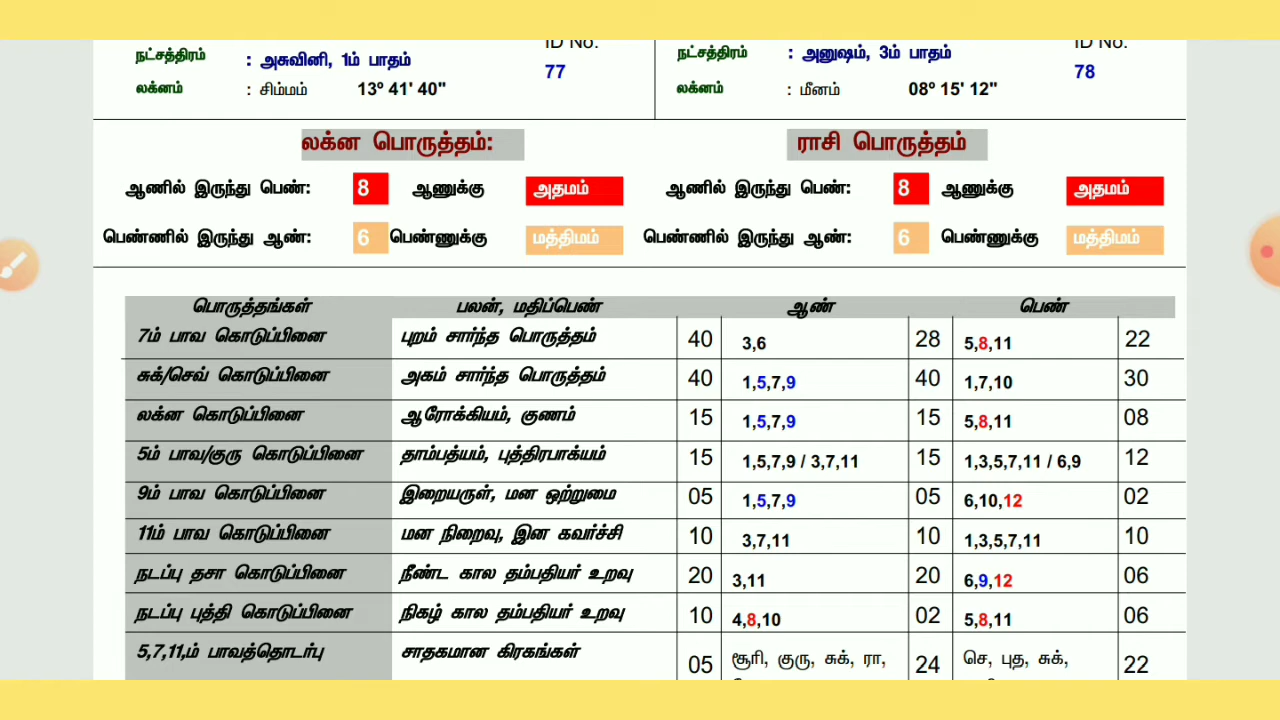 நட்சத்திரம் : அசுவினி, 1ம் பாதம் ID No. நட்சத்திரம் : அனுஷம், 3ம் பாதம் ID No.
லக்னம் : சிம்மம் 13º 41' 40" 77 லக்னம் : மீனம் 08º 15' 12" 78
லக்ன பொருத்தம்: ராசி பொருத்தம்
ஆணில் இருந்து பெண்: 8 ஆணுக்கு அதமம் ஆணில் இருந்து பெண்: 8 ஆணுக்கு அதமம்
பெண்ணில் இருந்து ஆண்: 6 பெண்ணுக்கு மத்திமம் பெண்ணில் இருந்து ஆண்: 6 பெண்ணுக்கு மத்திமம்
பொருத்தங்கள் பலன், மதிப்பெண் ஆண் பெண்
7ம் பாவ கொடுப்பினை புறம் சார்ந்த பொருத்தம் 40 3,6 28 5,8,11 22
சுக்/செவ் கொடுப்பினை அகம் சார்ந்த பொருத்தம் 40 1,5,7,9 40 1,7,10 30
லக்ன கொடுப்பினை ஆரோக்கியம், குணம் 15 1,5,7,9 15 5,8,11 08
5ம் பாவ/குரு கொடுப்பினை தாம்பத்யம், புத்திரபாக்யம் 15 1,5,7,9 / 3,7,11 15 1,3,5,7,11 / 6,9 12
9ம் பாவ கொடுப்பினை இறையருள், மன ஒற்றுமை 05 1,5,7,9 05 6,10,12 02
11ம் பாவ கொடுப்பினை மன நிறைவு, இன கவர்ச்சி 10 3,7,11 10 1,3,5,7,11 10
நடப்பு தசா கொடுப்பினை நீண்ட கால தம்பதியர் உறவு 20 3,11 20 6,9,12 06
நடப்பு புத்தி கொடுப்பினை நிகழ் கால தம்பதியர் உறவு 10 4,8,10 02 5,8,11 06
5,7,11,ம் பாவத்தொடர்பு சாதகமான கிரகங்கள் 05 சூரி, குரு, சுக், ரா, 24 செ, புத, சுக், 22